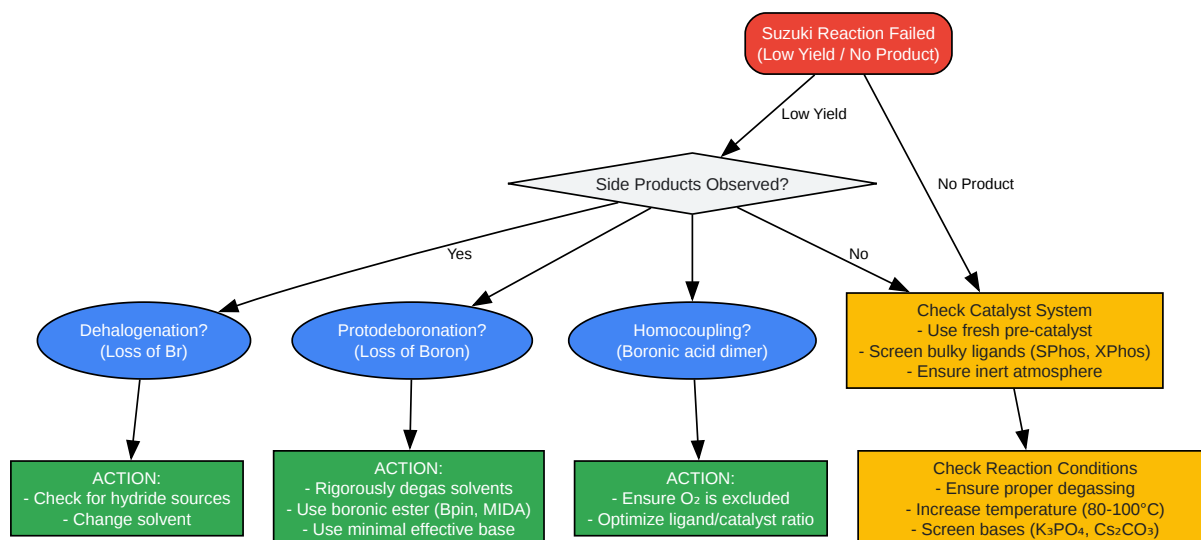 Suzuki Reaction Failed
(Low Yield / No Product)
Low Yield
Side Products Observed?
No Product
Yes
No
Dehalogenation?
(Loss of Br)
Protodeboronation?
(Loss of Boron)
Homocoupling?
(Boronic acid dimer)
Check Catalyst System
- Use fresh pre-catalyst
- Screen bulky ligands (SPhos, XPhos)
- Ensure inert atmosphere
ACTION:
- Check for hydride sources
- Change solvent
ACTION:
- Rigorously degas solvents
- Use boronic ester (Bpin, MIDA)
- Use minimal effective base
ACTION:
- Ensure O₂ is excluded
- Optimize ligand/catalyst ratio
Check Reaction Conditions
- Ensure proper degassing
- Increase temperature (80-100°C)
- Screen bases (K₃PO₄, Cs₂CO₃)